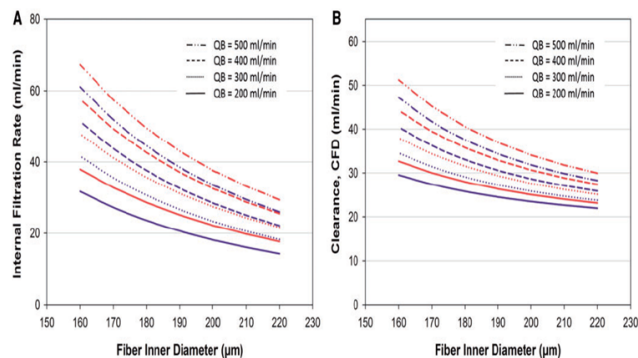 A
Internal Filtration Rate (ml/min)
80
60
40
20
0
QB = 500 ml/min
QB = 400 ml/min
QB = 300 ml/min
QB = 200 ml/min
150 160 170 180 190 200 210 220 230
Fiber Inner Diameter (µm)
B
Clearance, CFD (ml/min)
60
50
40
30
20
10
0
QB = 500 ml/min
QB = 400 ml/min
QB = 300 ml/min
QB = 200 ml/min
150 160 170 180 190 200 210 220 230
Fiber Inner Diameter (µm)